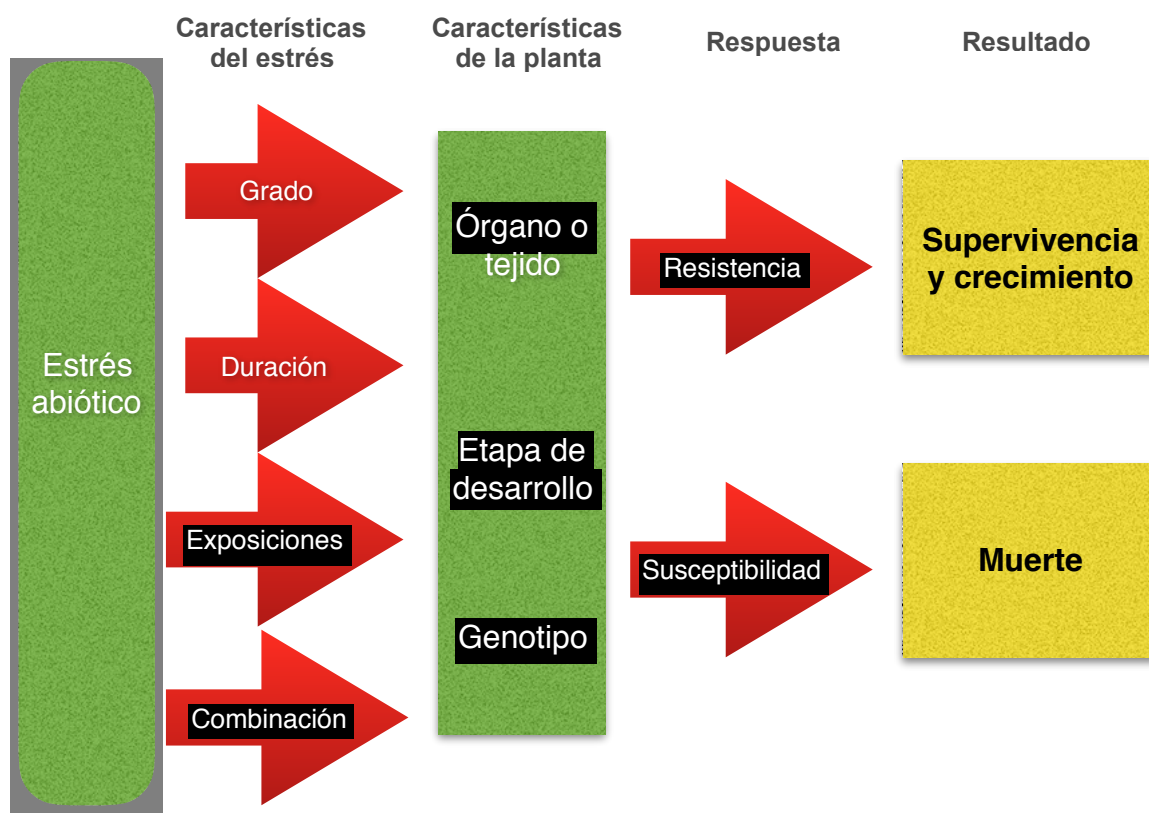 Características
del estrés
Características
de la planta
Respuesta
Resultado
Estrés
abiótico
Grado
Duración
Exposiciones
Combinación
Órgano o
tejido
Etapa de
desarrollo
Genotipo
Resistencia
Susceptibilidad
Supervivencia
y crecimiento
Muerte